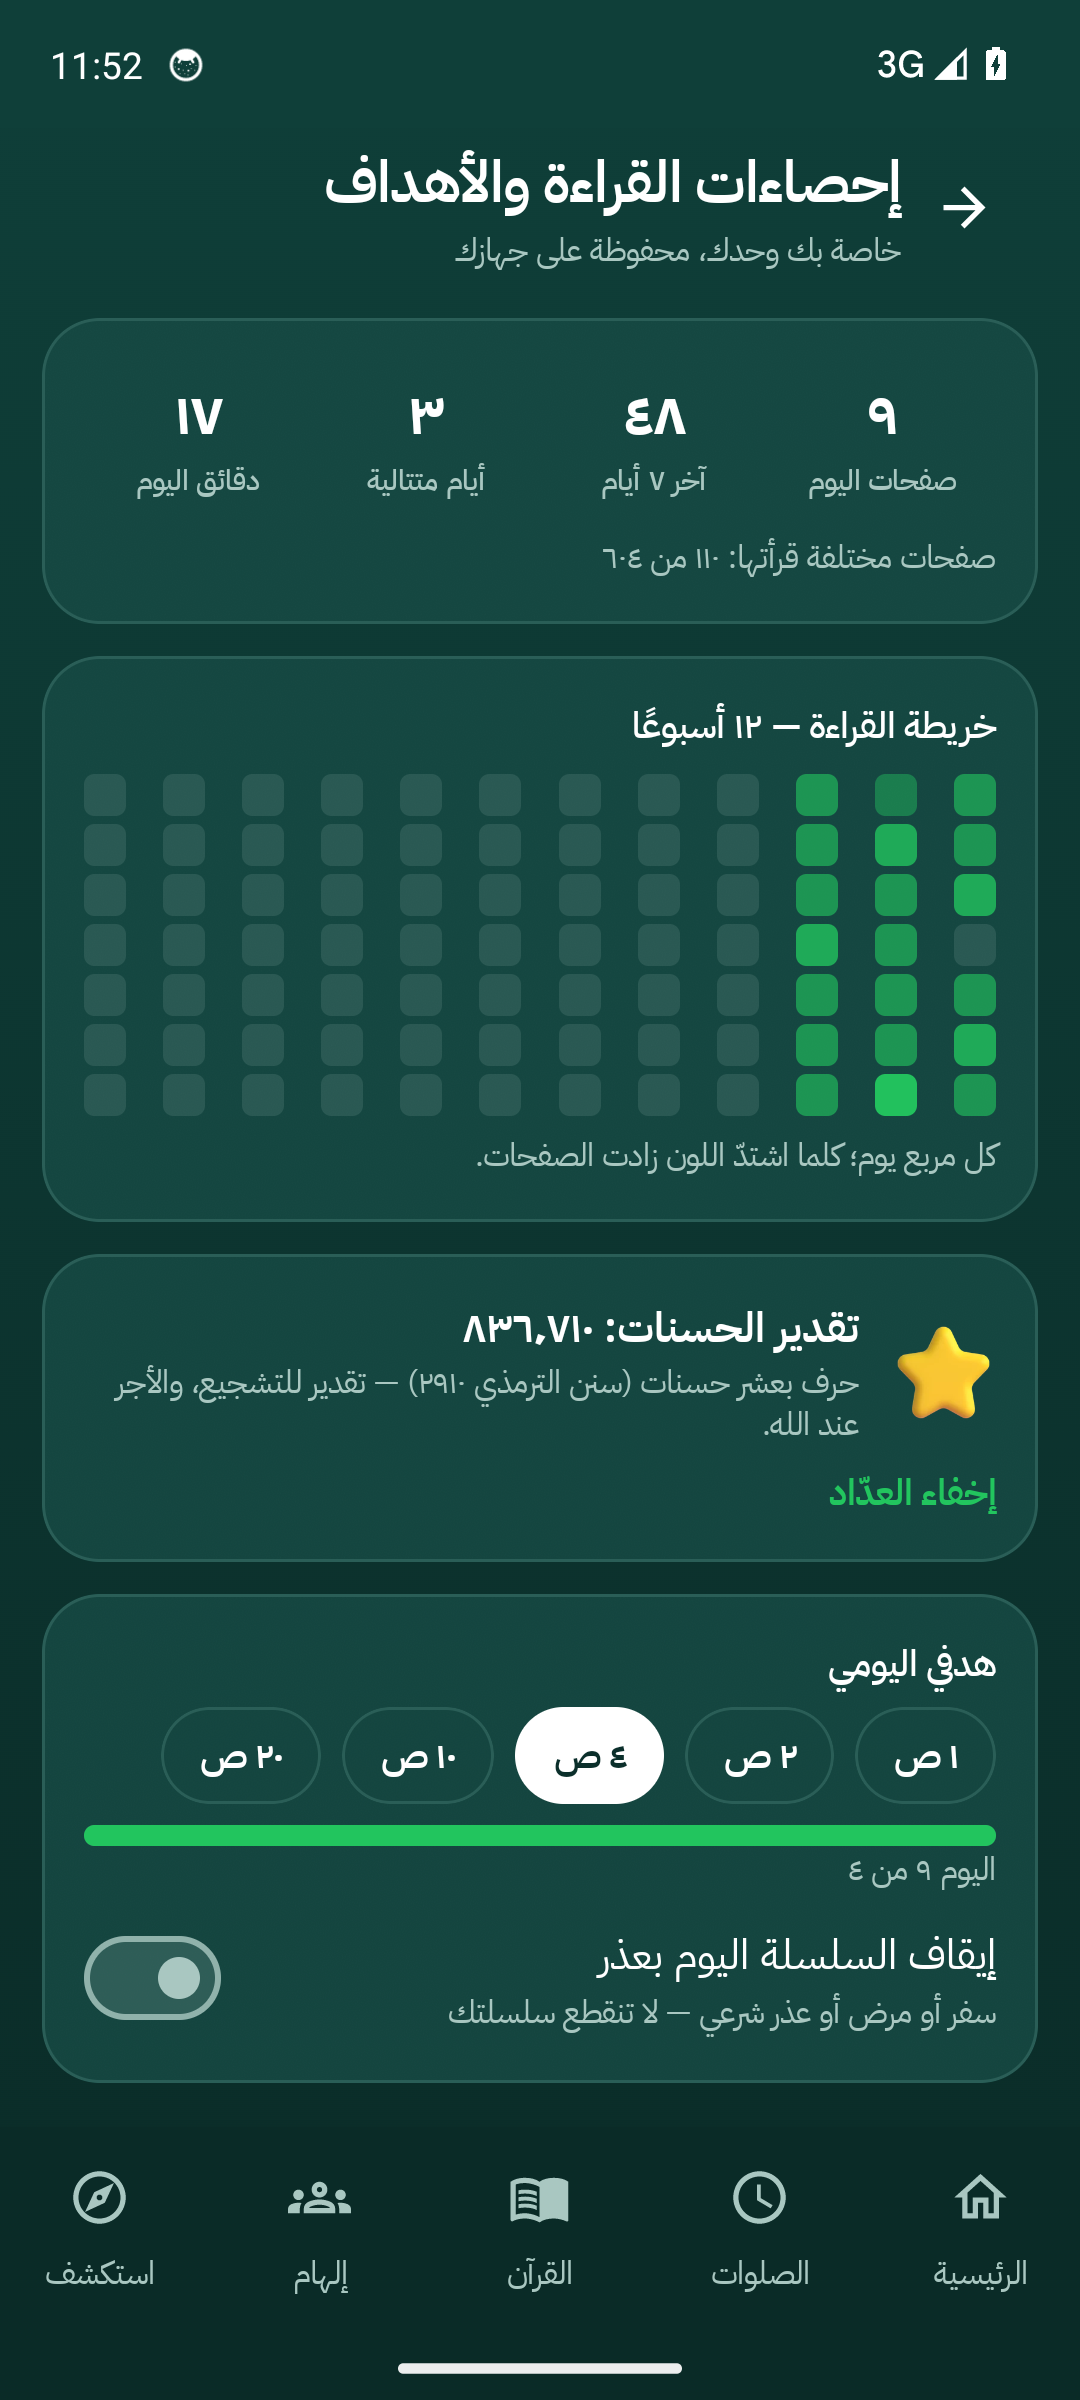 11:52
3G
إحصاءات القراءة والأهداف
خاصة بك وحدك، محفوظة على جهازك
٩
٤٨
٣
١٧
صفحات اليوم
آخر ٧ أيام
أيام متتالية
دقائق اليوم
صفحات مختلفة قرأتها: ١١٠ من ٦٠٤
خريطة القراءة — ١٢ أسبوعًا
كل مربع يوم؛ كلما اشتدّ اللون زادت الصفحات.
تقدير الحسنات: ٨٣٦٬٧١٠
حرف بعشر حسنات (سنن الترمذي ٢٩١٠) — تقدير للتشجيع، والأجر
عند الله.
إخفاء العدّاد
هدفي اليومي
١ ص
٢ ص
٤ ص
١٠ ص
٢٠ ص
اليوم ٩ من ٤
إيقاف السلسلة اليوم بعذر
سفر أو مرض أو عذر شرعي — لا تنقطع سلسلتك
الرئيسية
الصلوات
القرآن
إلهام
استكشف